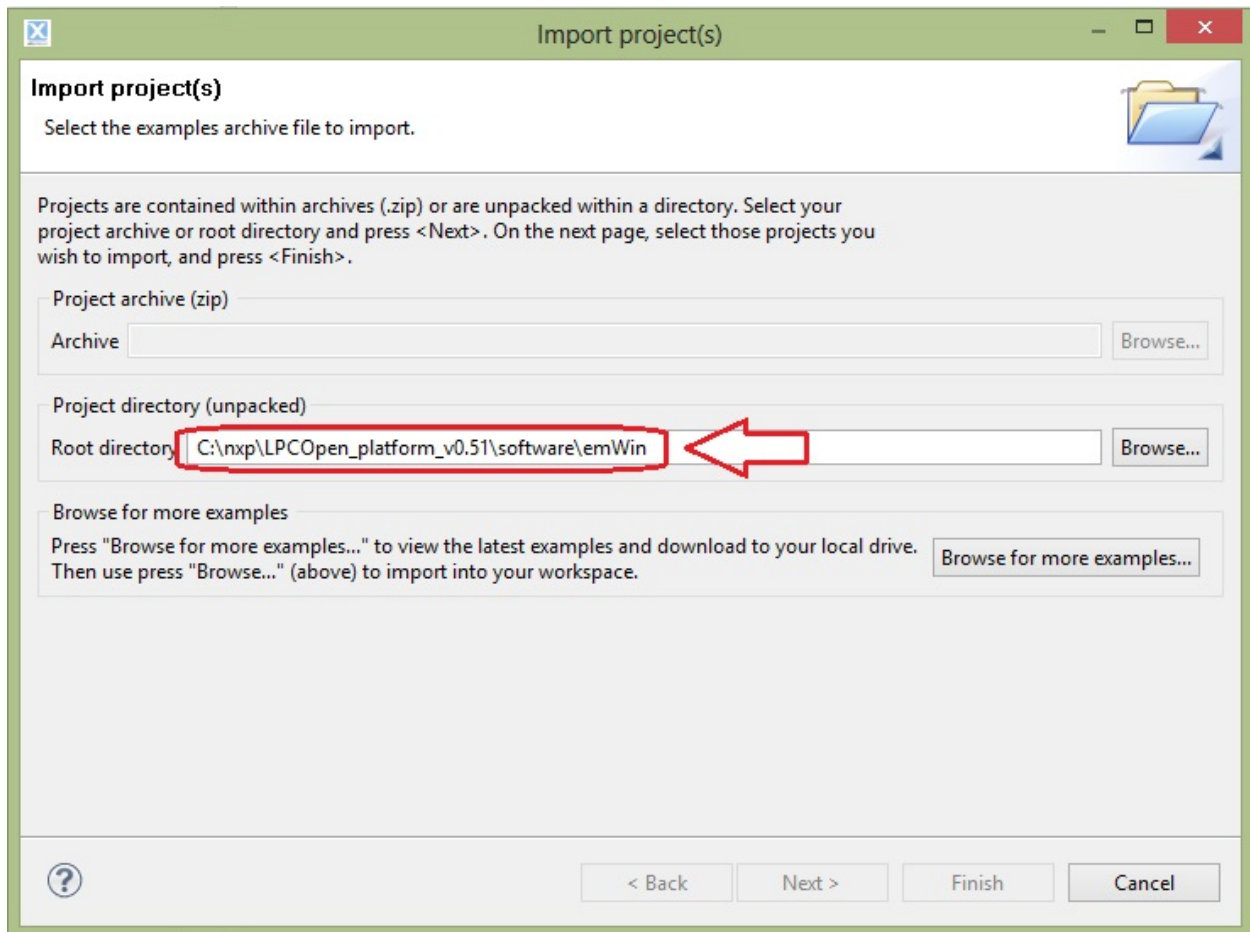 Import project(s)
Import project(s)
Select the examples archive file to import.
Projects are contained within archives (.zip) or are unpacked within a directory. Select your
project archive or root directory and press <Next>. On the next page, select those projects you
wish to import, and press <Finish>.
Project archive (zip)
Archive
Browse...
Project directory (unpacked)
Root directory
C:\nxp\LPCOpen_platform_v0.51\software\emWin
Browse...
Browse for more examples
Press "Browse for more examples..." to view the latest examples and download to your local drive.
Then use press "Browse..." (above) to import into your workspace.
Browse for more examples...
< Back
Next >
Finish
Cancel